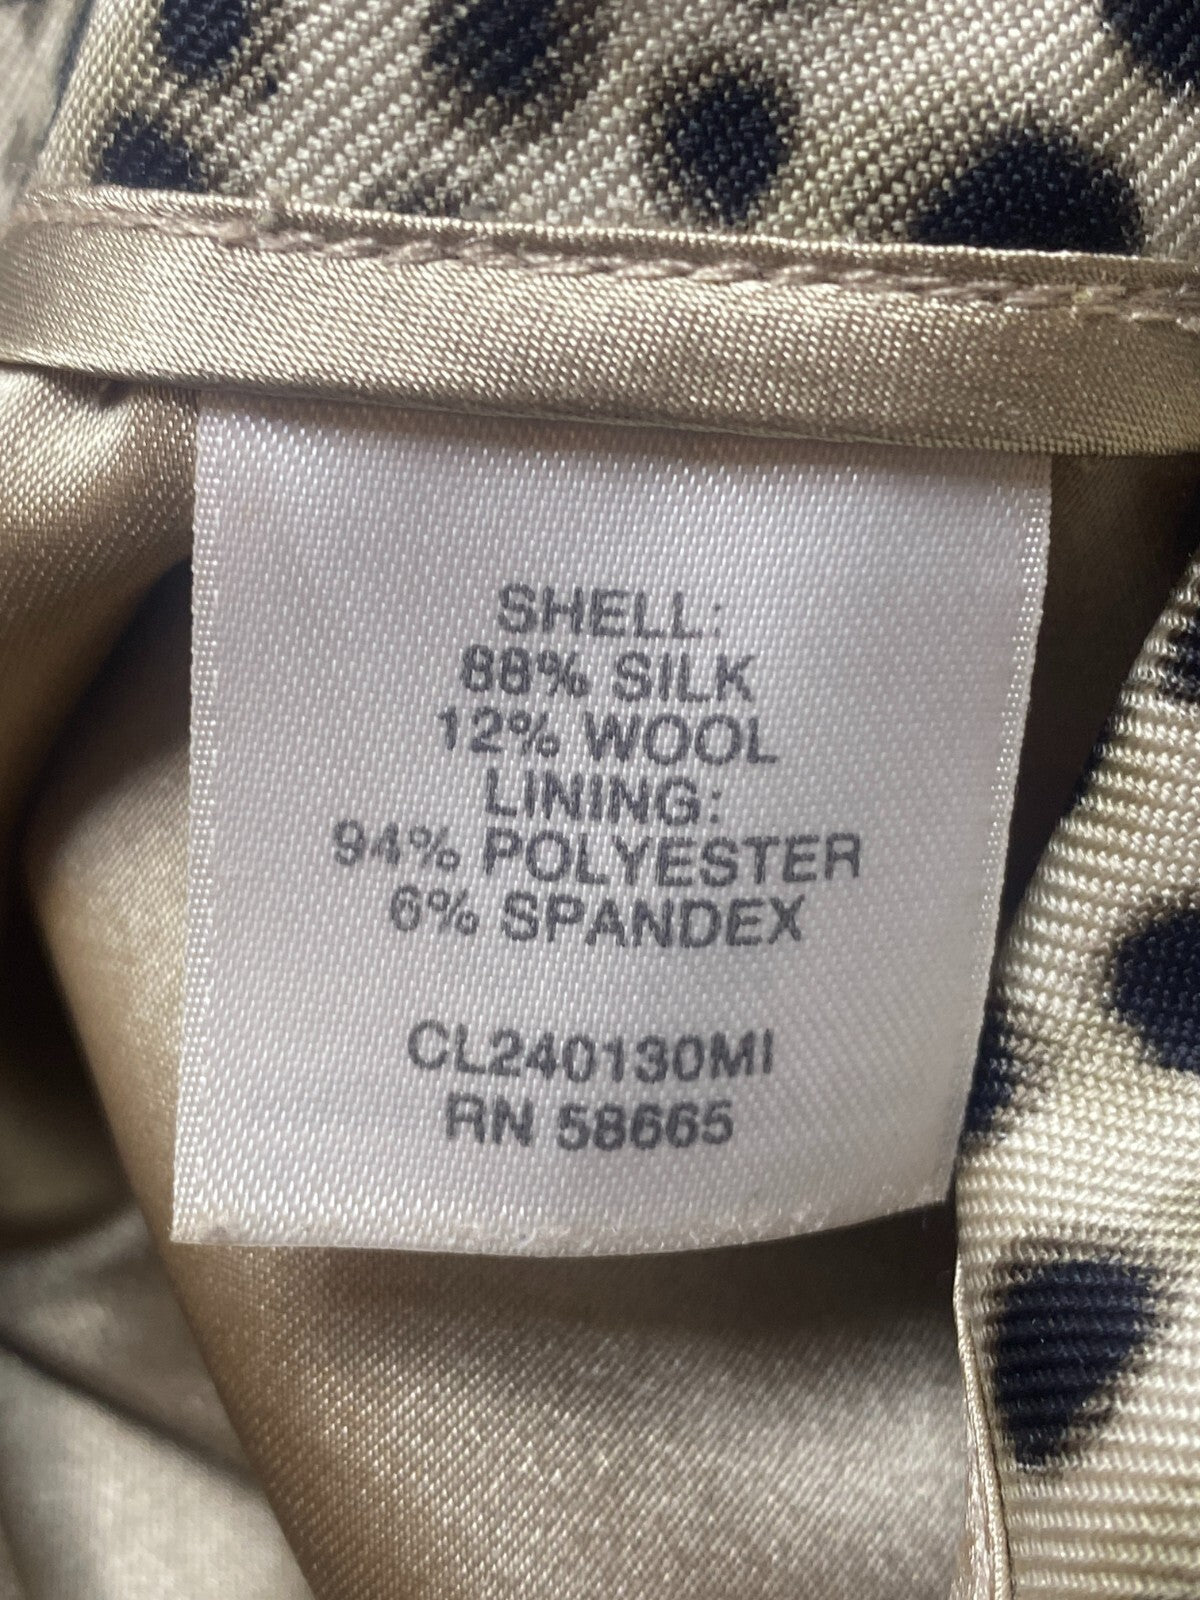 SHELL:
88% SILK
12% WOOL
LINING:
94% POLYESTER
6% SPANDEX
CL240130MI
RN 58665